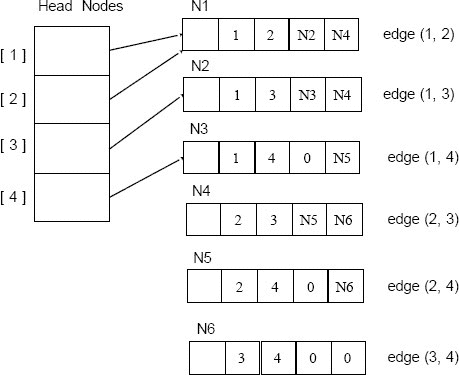 Head Nodes
N1
1 2 N2 N4 edge (1, 2)
[ 1 ]
N2
[ 2 ]
1 3 N3 N4 edge (1, 3)
N3
[ 3 ]
1 4 0 N5 edge (1, 4)
[ 4 ]
N4
2 3 N5 N6 edge (2, 3)
N5
2 4 0 N6 edge (2, 4)
N6
3 4 0 0 edge (3, 4)